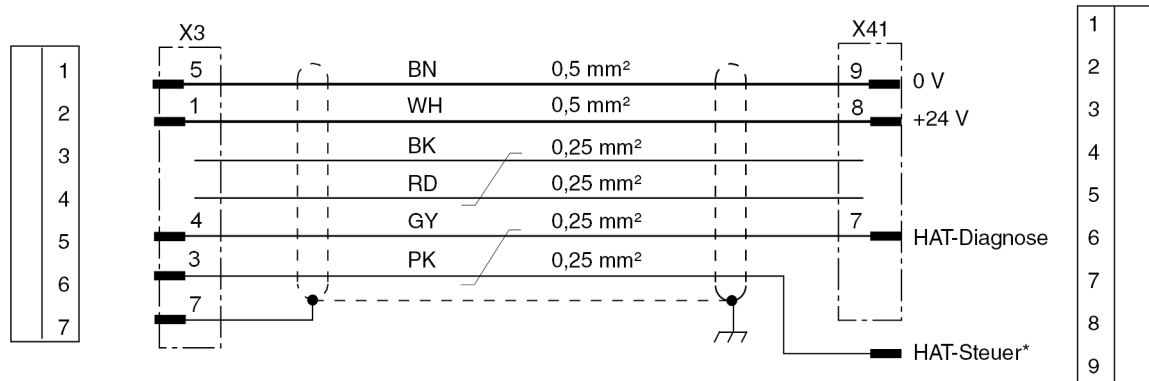 X3
X41
1
2
3
4
5
6
7
5 BN 0,5 mm² 9 0 V
1 WH 0,5 mm² 8 +24 V
BK 0,25 mm²
RD 0,25 mm²
4 GY 0,25 mm² 7 HAT-Diagnose
3 PK 0,25 mm²
7
HAT-Steuer*
1
2
3
4
5
6
7
8
9